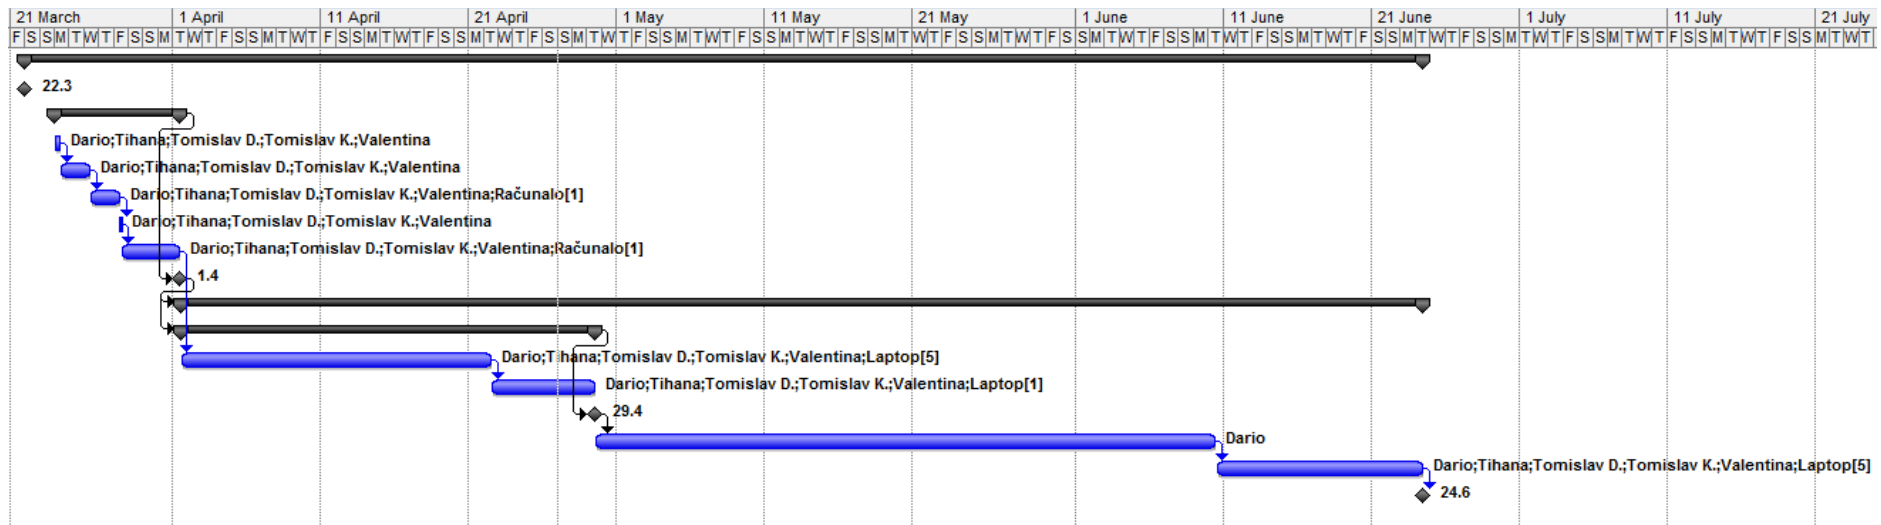 21 March 1 April 11 April 21 April 1 May 11 May 21 May 1 June 11 June 21 June 1 July 11 July 21 July
F S S M T W T F S S M T W T F S S M T W T F S S M T W T F S S M T W T F S S M T W T F S S M T W T F S S M T W T F S S M T W T F S S M T W T F S S M T W T F S S M T W T F S S M T W T F S S M T W T F S S M T W T F S S M T W T F S S M T W T F S S M T W T F S S M T W T
22.3
Dario;Tihana;Tomislav D.;Tomislav K.;Valentina
Dario;Tihana;Tomislav D.;Tomislav K.;Valentina
Dario;Tihana;Tomislav D.;Tomislav K.;Valentina;Računalo[1]
Dario;Tihana;Tomislav D.;Tomislav K.;Valentina
Dario;Tihana;Tomislav D.;Tomislav K.;Valentina;Računalo[1]
1.4
Dario;Tihana;Tomislav D.;Tomislav K.;Valentina;Laptop[5]
Dario;Tihana;Tomislav D.;Tomislav K.;Valentina;Laptop[1]
29.4
Dario
Dario;Tihana;Tomislav D.;Tomislav K.;Valentina;Laptop[5]
24.6